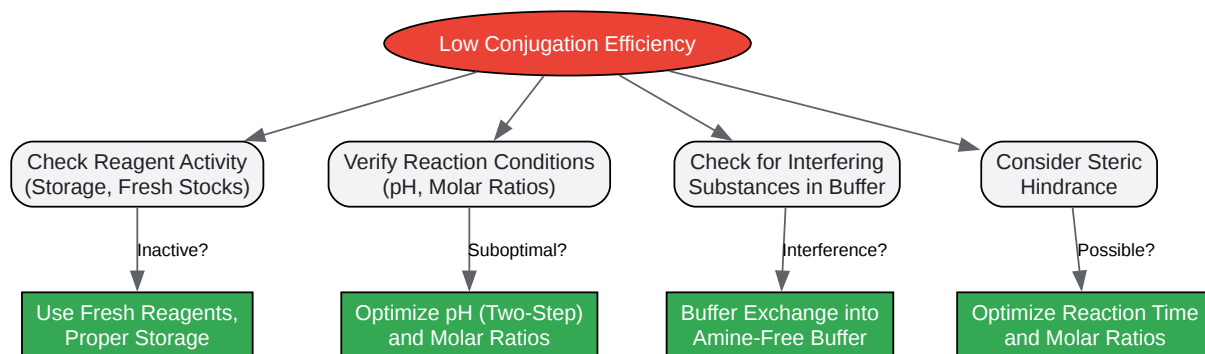 Low Conjugation Efficiency
Check Reagent Activity
(Storage, Fresh Stocks)
Verify Reaction Conditions
(pH, Molar Ratios)
Check for Interfering
Substances in Buffer
Consider Steric
Hindrance
Inactive?
Suboptimal?
Interference?
Possible?
Use Fresh Reagents,
Proper Storage
Optimize pH (Two-Step)
and Molar Ratios
Buffer Exchange into
Amine-Free Buffer
Optimize Reaction Time
and Molar Ratios